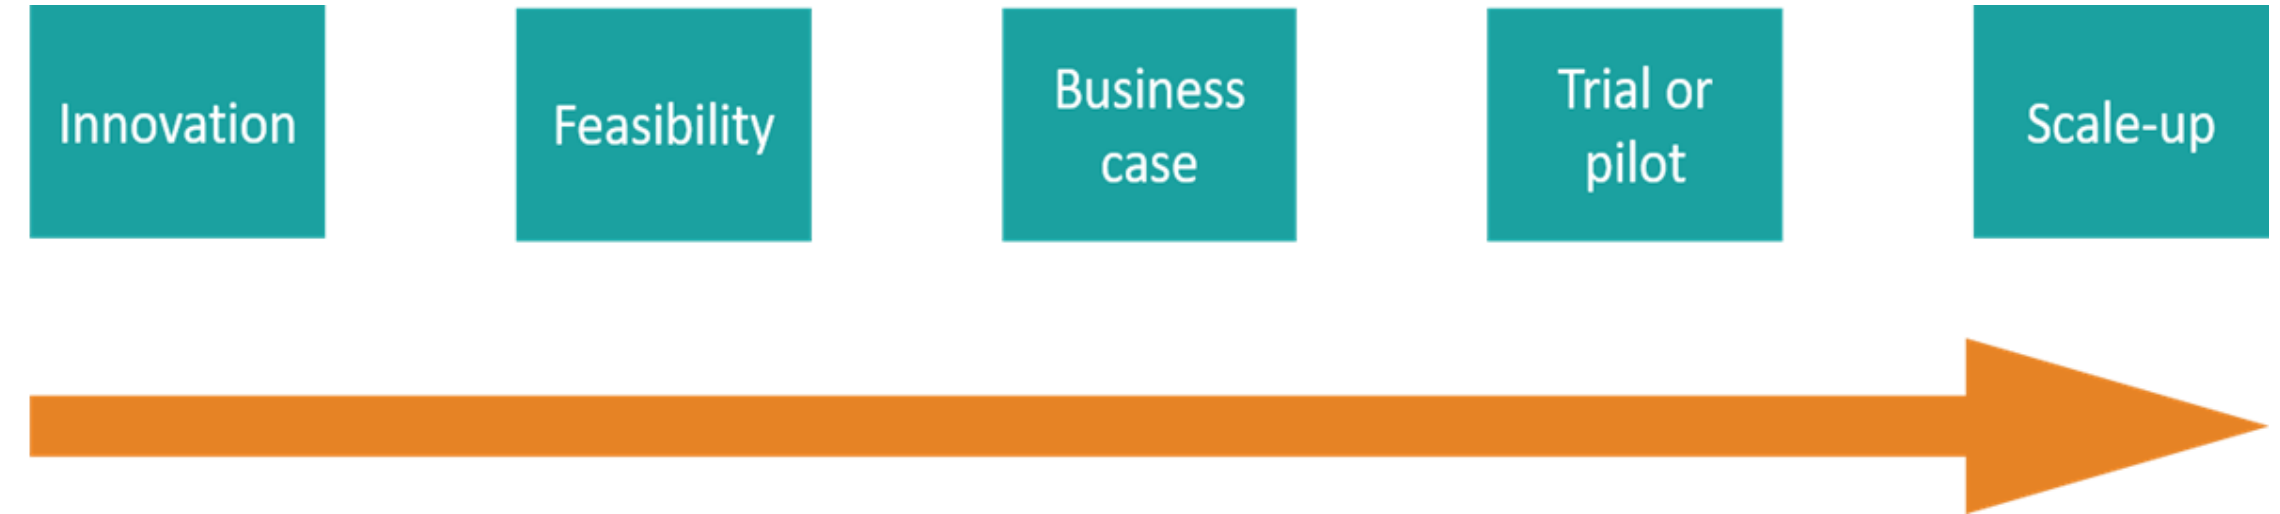 Innovation
Feasibility
Business
case
Trial or
pilot
Scale-up